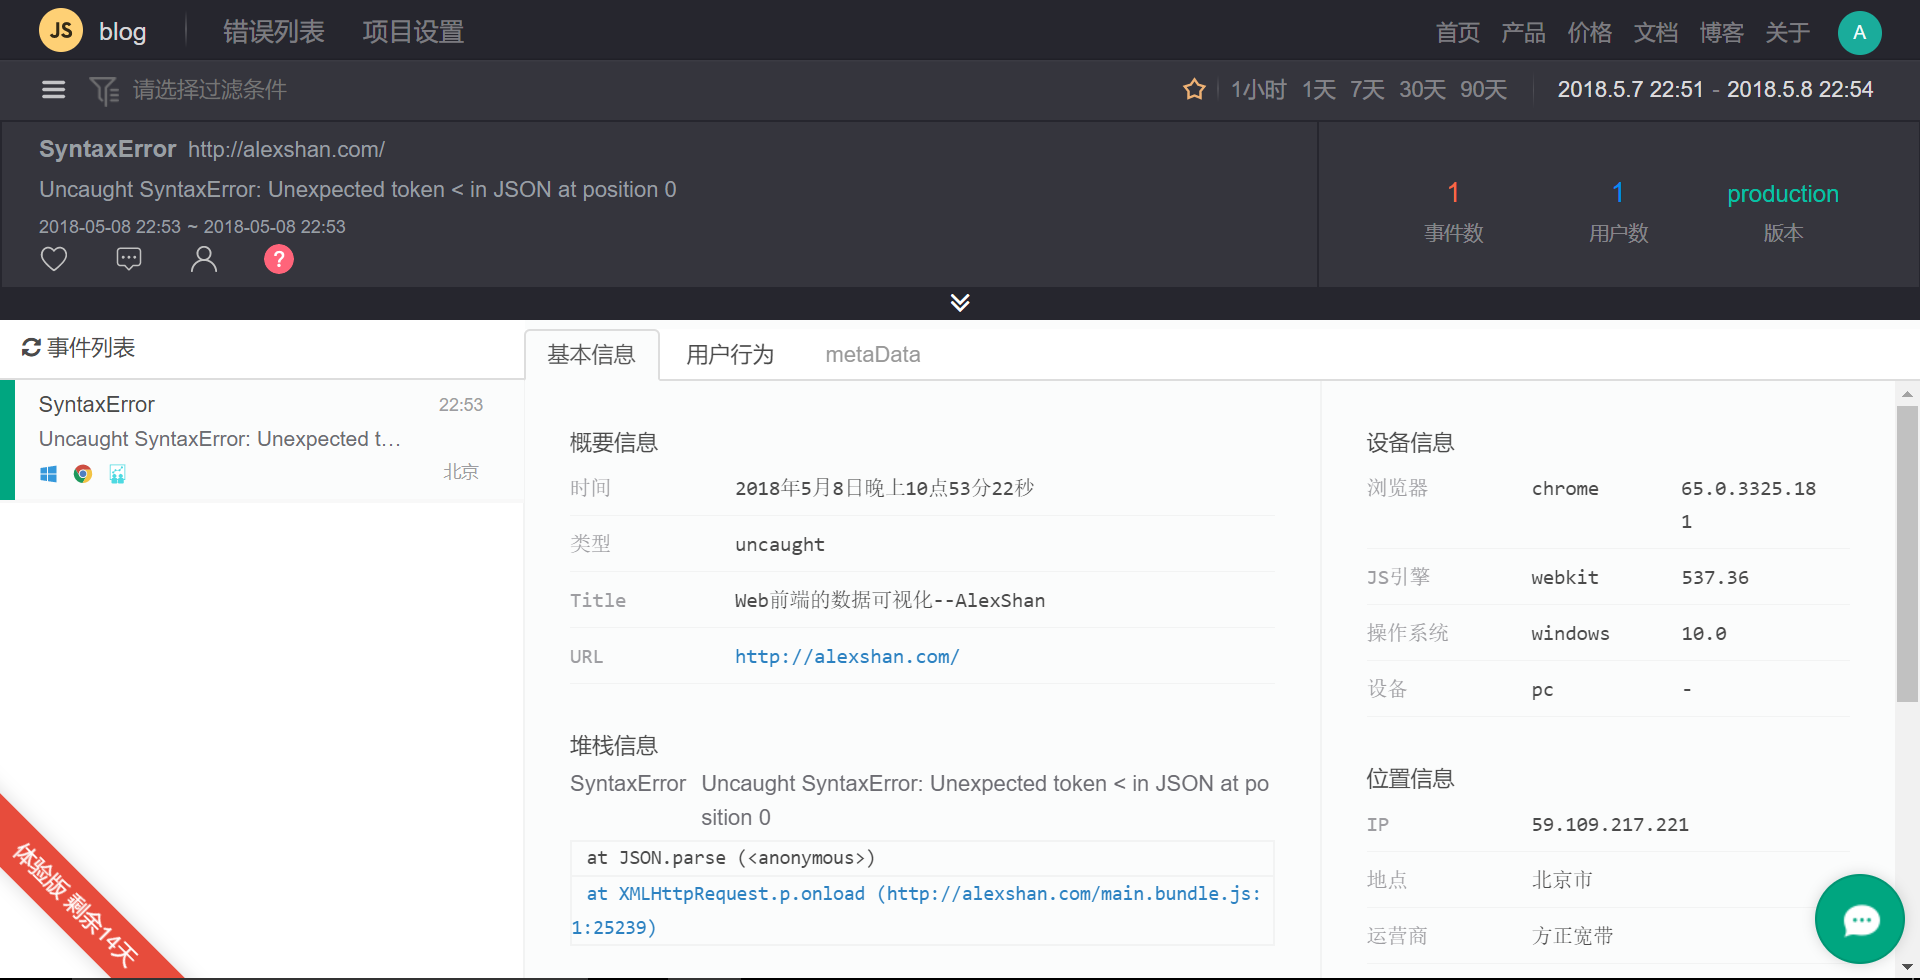 JS blog 错误列表 项目设置 首页 产品 价格 文档 博客 关于 A
请选择过滤条件 1小时 1天 7天 30天 90天 2018.5.7 22:51 - 2018.5.8 22:54
SyntaxError http://alexshan.com/
Uncaught SyntaxError: Unexpected token < in JSON at position 0
2018-05-08 22:53 ~ 2018-05-08 22:53
?
1 1 production
事件数 用户数 版本
事件列表
SyntaxError 22:53
Uncaught SyntaxError: Unexpected t...
北京
体验版 剩余14天
基本信息 用户行为 metaData
概要信息
时间 2018年5月8日晚上10点53分22秒
类型 uncaught
Title Web前端的数据可视化--AlexShan
URL http://alexshan.com/
堆栈信息
SyntaxError Uncaught SyntaxError: Unexpected token < in JSON at po
sition 0
at JSON.parse (<anonymous>)
at XMLHttpRequest.p.onload (http://alexshan.com/main.bundle.js:
1:25239)
设备信息
浏览器 chrome 65.0.3325.18
1
JS引擎 webkit 537.36
操作系统 windows 10.0
设备 pc -
位置信息
IP 59.109.217.221
地点 北京市
运营商 方正宽带